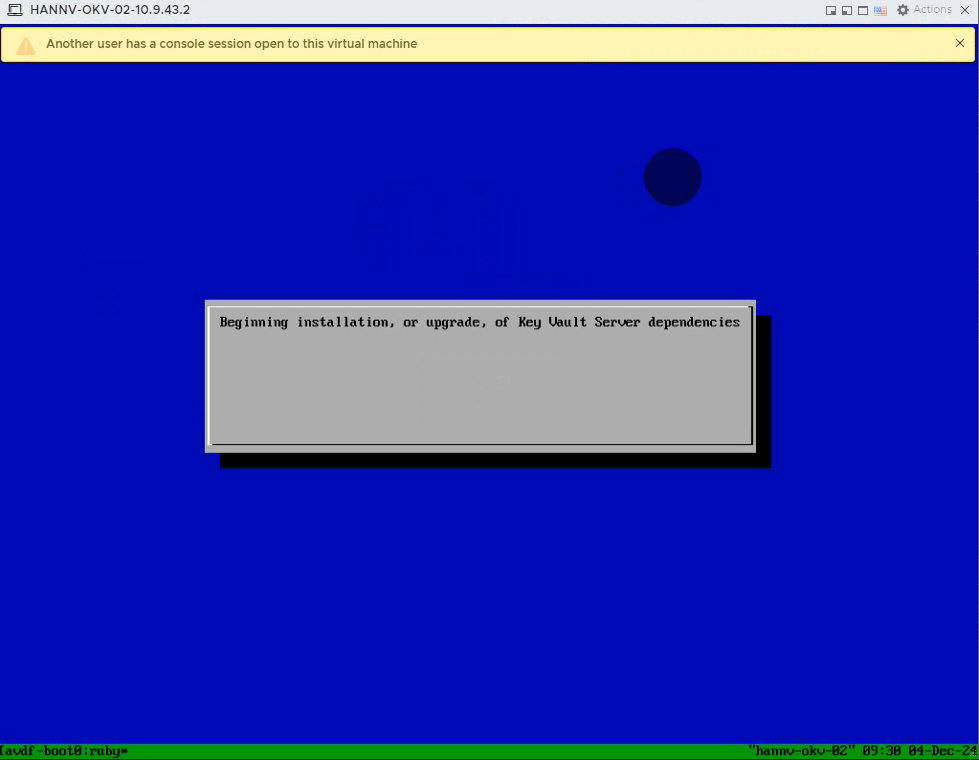 HANNV-OKV-02-10.9.43.2
Actions
Another user has a console session open to this virtual machine
Beginning installation, or upgrade, of Key Vault Server dependencies
[avdf-boot0:ruby*
"hannv-okv-02" 09:30 04-Dec-24